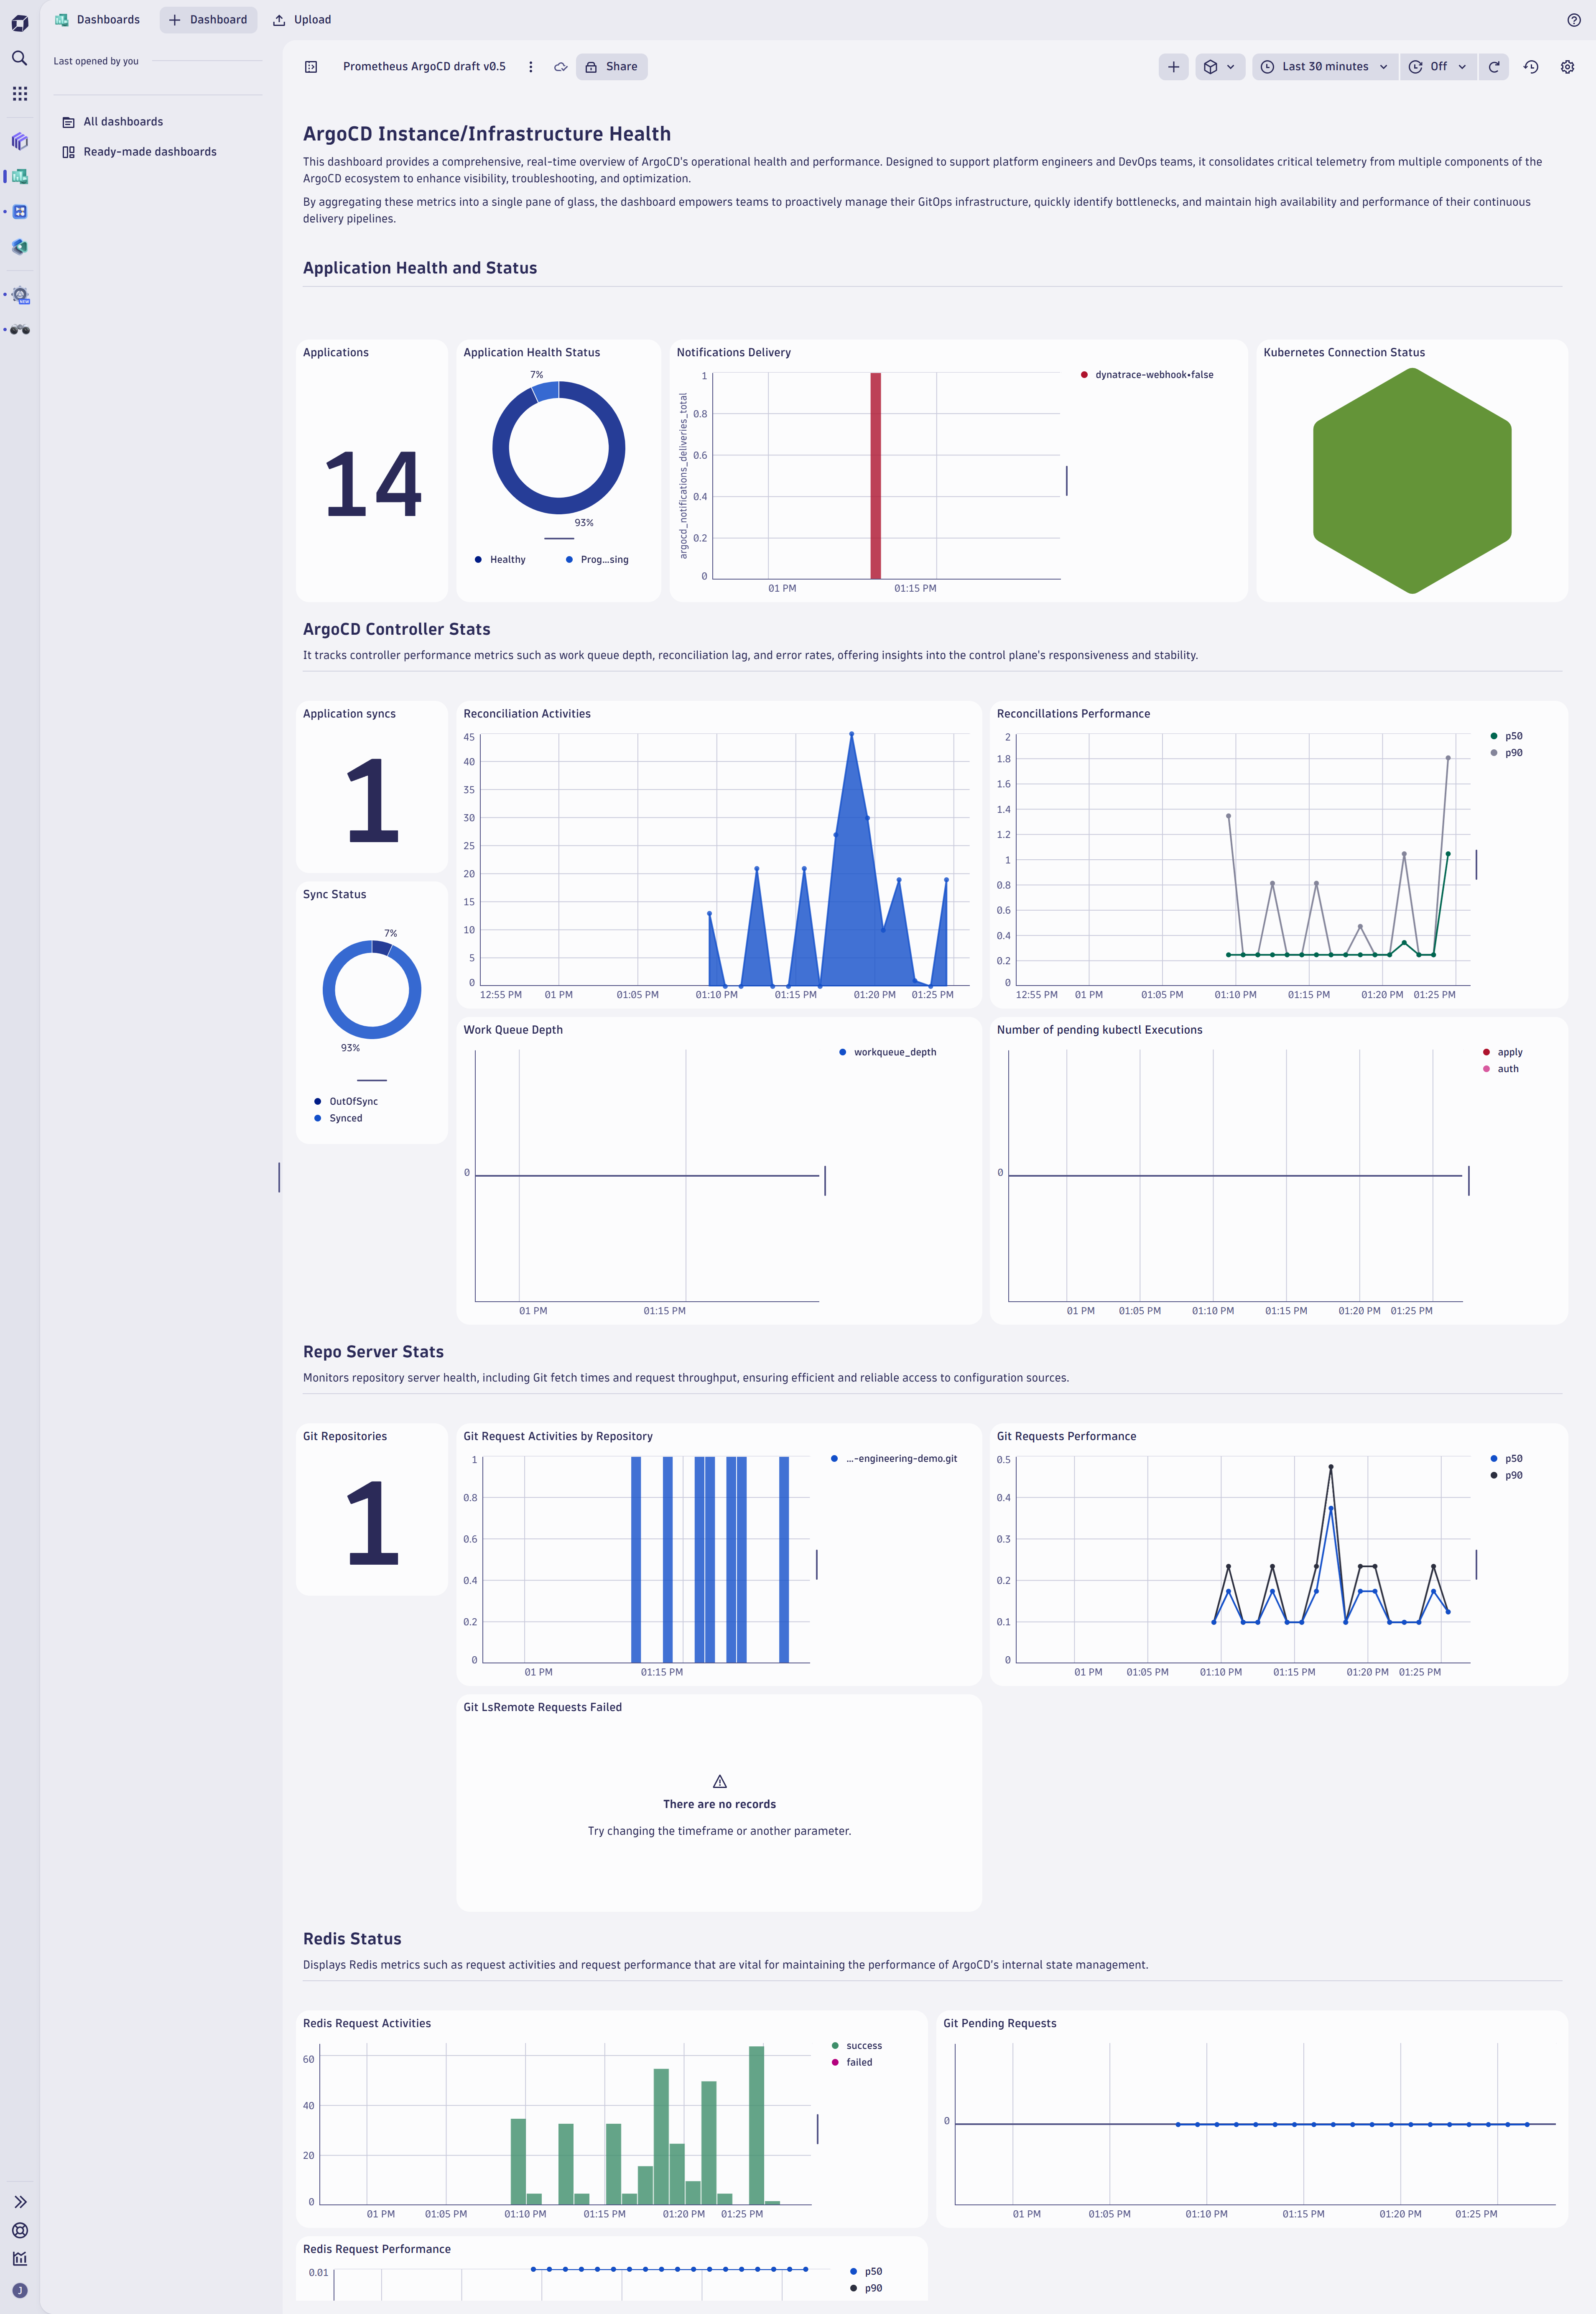 Dashboards
Dashboard
Upload
Last opened by you
All dashboards
Ready-made dashboards
Prometheus ArgoCD draft v0.5
Share
Last 30 minutes
Off
ArgoCD Instance/Infrastructure Health
This dashboard provides a comprehensive, real-time overview of ArgoCD's operational health and performance. Designed to support platform engineers and DevOps teams, it consolidates critical telemetry from multiple components of the
ArgoCD ecosystem to enhance visibility, troubleshooting, and optimization.
By aggregating these metrics into a single pane of glass, the dashboard empowers teams to proactively manage their GitOps infrastructure, quickly identify bottlenecks, and maintain high availability and performance of their continuous
delivery pipelines.
Application Health and Status
Applications
14
Application Health Status
7%
93%
Healthy
Prog...sing
Notifications Delivery
argocd_notifications_deliveries_total
1
0.8
0.6
0.4
0.2
0
01 PM
01:15 PM
dynatrace-webhook•false
Kubernetes Connection Status
ArgoCD Controller Stats
It tracks controller performance metrics such as work queue depth, reconciliation lag, and error rates, offering insights into the control plane's responsiveness and stability.
Application syncs
1
Sync Status
7%
93%
OutOfSync
Synced
Reconciliation Activities
45
40
35
30
25
20
15
10
5
0
12:55 PM
01 PM
01:05 PM
01:10 PM
01:15 PM
01:20 PM
01:25 PM
Reconcillations Performance
2
1.8
1.6
1.4
1.2
1
0.8
0.6
0.4
0.2
0
12:55 PM
01 PM
01:05 PM
01:10 PM
01:15 PM
01:20 PM
01:25 PM
p50
p90
Work Queue Depth
0
01 PM
01:15 PM
workqueue_depth
Number of pending kubectl Executions
0
01 PM
01:05 PM
01:10 PM
01:15 PM
01:20 PM
01:25 PM
apply
auth
Repo Server Stats
Monitors repository server health, including Git fetch times and request throughput, ensuring efficient and reliable access to configuration sources.
Git Repositories
1
Git Request Activities by Repository
1
0.8
0.6
0.4
0.2
0
01 PM
01:15 PM
...-engineering-demo.git
Git Requests Performance
0.5
0.4
0.3
0.2
0.1
0
01 PM
01:05 PM
01:10 PM
01:15 PM
01:20 PM
01:25 PM
p50
p90
Git LsRemote Requests Failed
There are no records
Try changing the timeframe or another parameter.
Redis Status
Displays Redis metrics such as request activities and request performance that are vital for maintaining the performance of ArgoCD's internal state management.
Redis Request Activities
60
40
20
0
01 PM
01:05 PM
01:10 PM
01:15 PM
01:20 PM
01:25 PM
success
failed
Git Pending Requests
0
01 PM
01:05 PM
01:10 PM
01:15 PM
01:20 PM
01:25 PM
Redis Request Performance
0.01
p50
p90
J